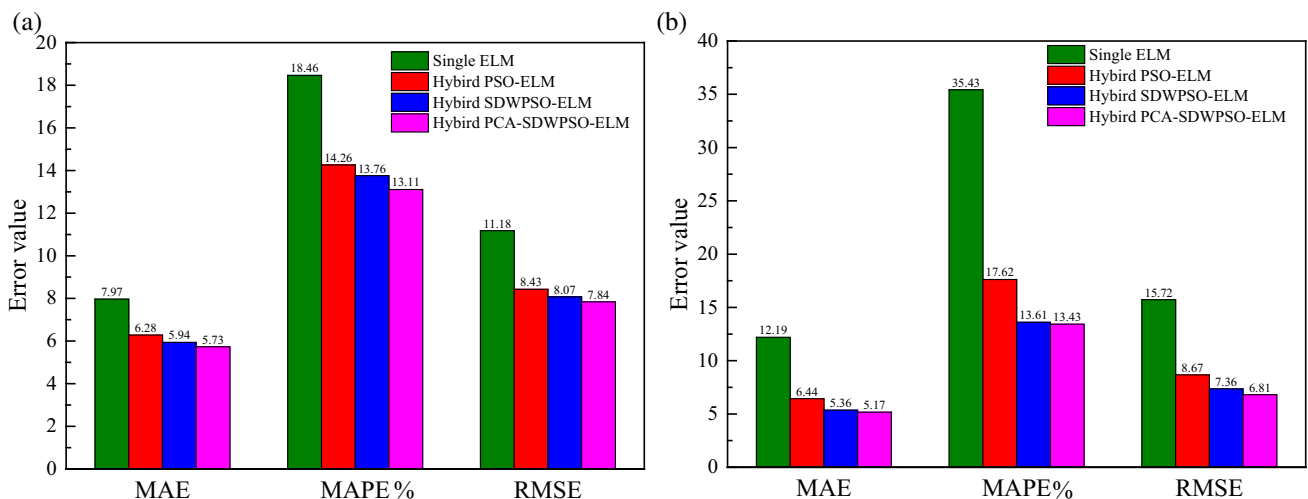 (a)
20
18
16
14
12
10
8
6
4
2
0
Error value
Single ELM
Hybird PSO-ELM
Hybird SDWPSO-ELM
Hybird PCA-SDWPSO-ELM
7.97
6.28
5.94
5.73
18.46
14.26
13.76
13.11
11.18
8.43
8.07
7.84
MAE
MAPE%
RMSE
(b)
40
35
30
25
20
15
10
5
0
Error value
Single ELM
Hybird PSO-ELM
Hybird SDWPSO-ELM
Hybird PCA-SDWPSO-ELM
12.19
6.44
5.36
5.17
35.43
17.62
13.61
13.43
15.72
8.67
7.36
6.81
MAE
MAPE%
RMSE